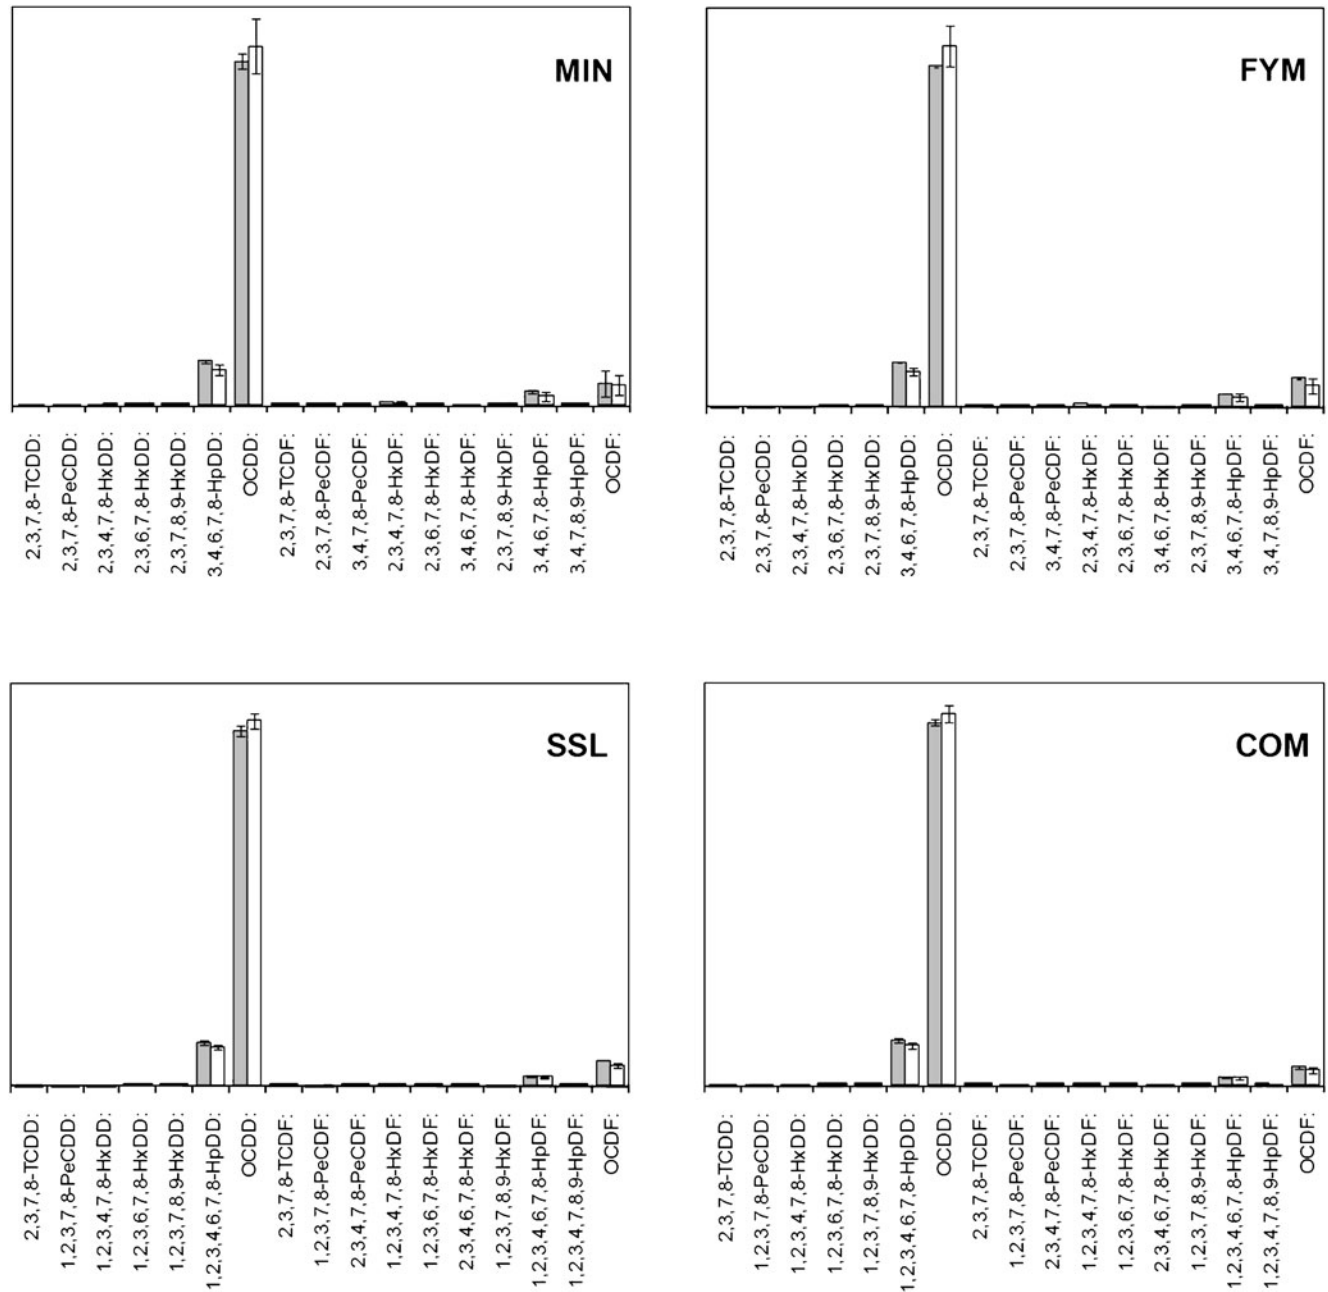 MIN
2,3,7,8-TCDD:
2,3,7,8-PeCDD:
2,3,4,7,8-HxDD:
2,3,6,7,8-HxDD:
2,3,7,8,9-HxDD:
3,4,6,7,8-HpDD:
OCDD:
2,3,7,8-TCDF:
2,3,7,8-PeCDF:
3,4,7,8-PeCDF:
2,3,4,7,8-HxDF:
2,3,6,7,8-HxDF:
3,4,6,7,8-HxDF:
2,3,7,8,9-HxDF:
3,4,6,7,8-HpDF:
3,4,7,8,9-HpDF:
OCDF:
FYM
2,3,7,8-TCDD:
2,3,7,8-PeCDD:
2,3,4,7,8-HxDD:
2,3,6,7,8-HxDD:
2,3,7,8,9-HxDD:
3,4,6,7,8-HpDD:
OCDD:
2,3,7,8-TCDF:
2,3,7,8-PeCDF:
3,4,7,8-PeCDF:
2,3,4,7,8-HxDF:
2,3,6,7,8-HxDF:
3,4,6,7,8-HxDF:
2,3,7,8,9-HxDF:
3,4,6,7,8-HpDF:
3,4,7,8,9-HpDF:
OCDF:
SSL
2,3,7,8-TCDD:
1,2,3,7,8-PeCDD:
1,2,3,4,7,8-HxDD:
1,2,3,6,7,8-HxDD:
1,2,3,7,8,9-HxDD:
1,2,3,4,6,7,8-HpDD:
OCDD:
2,3,7,8-TCDF:
1,2,3,7,8-PeCDF:
2,3,4,7,8-PeCDF:
1,2,3,4,7,8-HxDF:
1,2,3,6,7,8-HxDF:
2,3,4,6,7,8-HxDF:
1,2,3,7,8,9-HxDF:
1,2,3,4,6,7,8-HpDF:
1,2,3,4,7,8,9-HpDF:
OCDF:
COM
2,3,7,8-TCDD:
1,2,3,7,8-PeCDD:
1,2,3,4,7,8-HxDD:
1,2,3,6,7,8-HxDD:
1,2,3,7,8,9-HxDD:
1,2,3,4,6,7,8-HpDD:
OCDD:
2,3,7,8-TCDF:
1,2,3,7,8-PeCDF:
2,3,4,7,8-PeCDF:
1,2,3,4,7,8-HxDF:
1,2,3,6,7,8-HxDF:
2,3,4,6,7,8-HxDF:
1,2,3,7,8,9-HxDF:
1,2,3,4,6,7,8-HpDF:
1,2,3,4,7,8,9-HpDF:
OCDF: